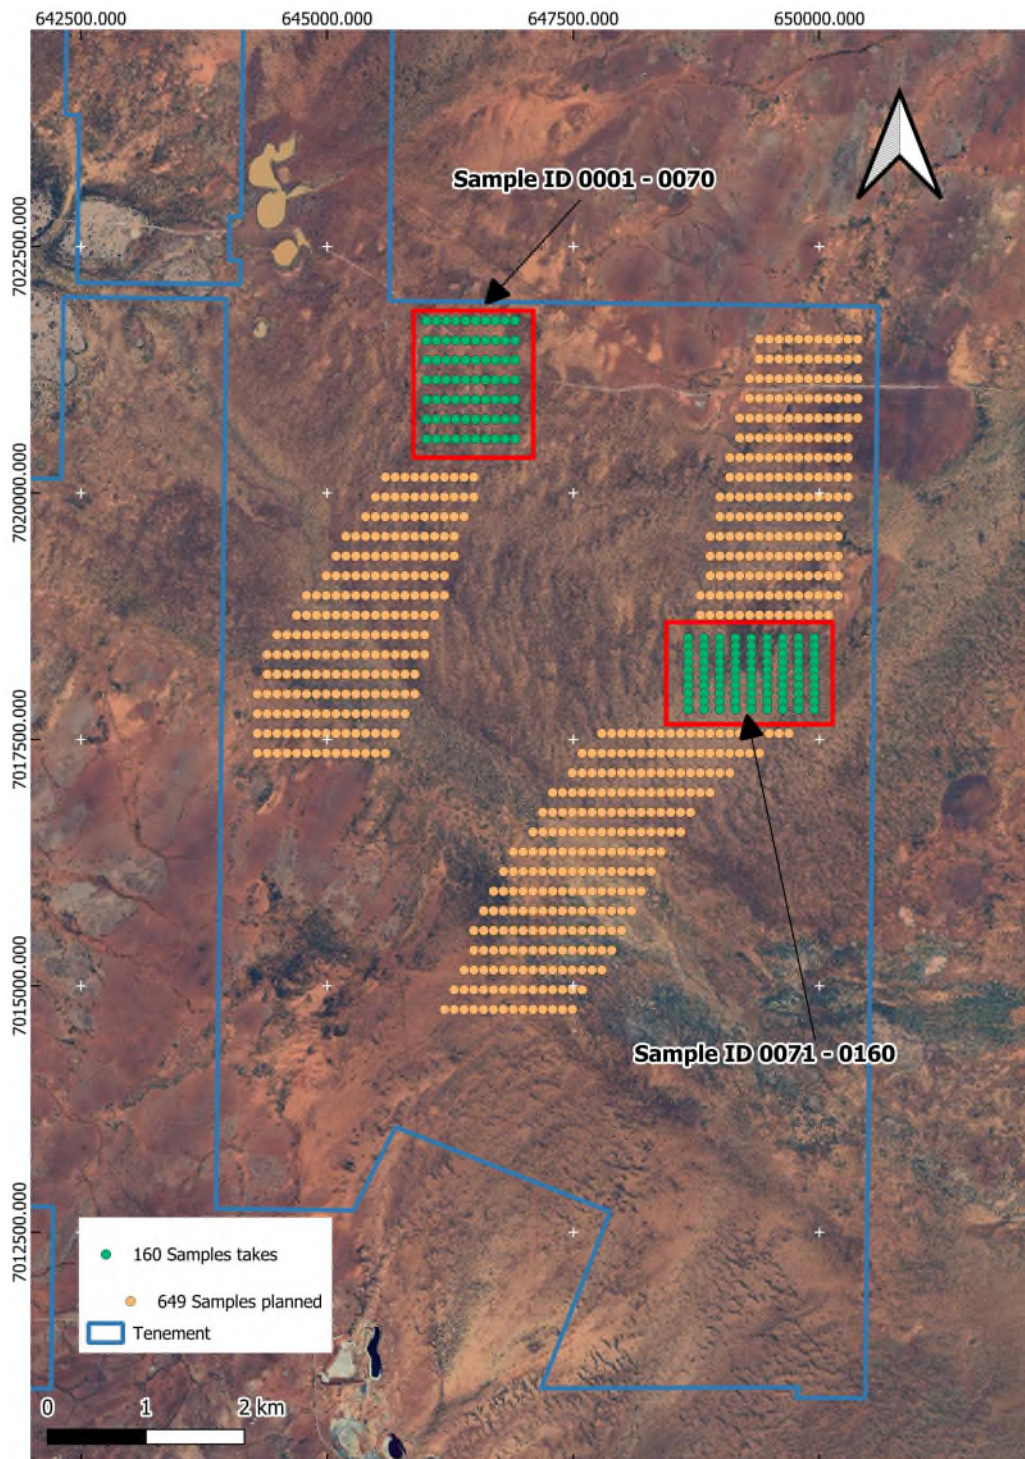 642500.000 645000.000 647500.000 650000.000
Sample ID 0001 - 0070
7022500.000
7020000.000
7017500.000
7015000.000
Sample ID 0071 - 0160
7012500.000
160 Samples takes
649 Samples planned
Tenement
0 1 2 km